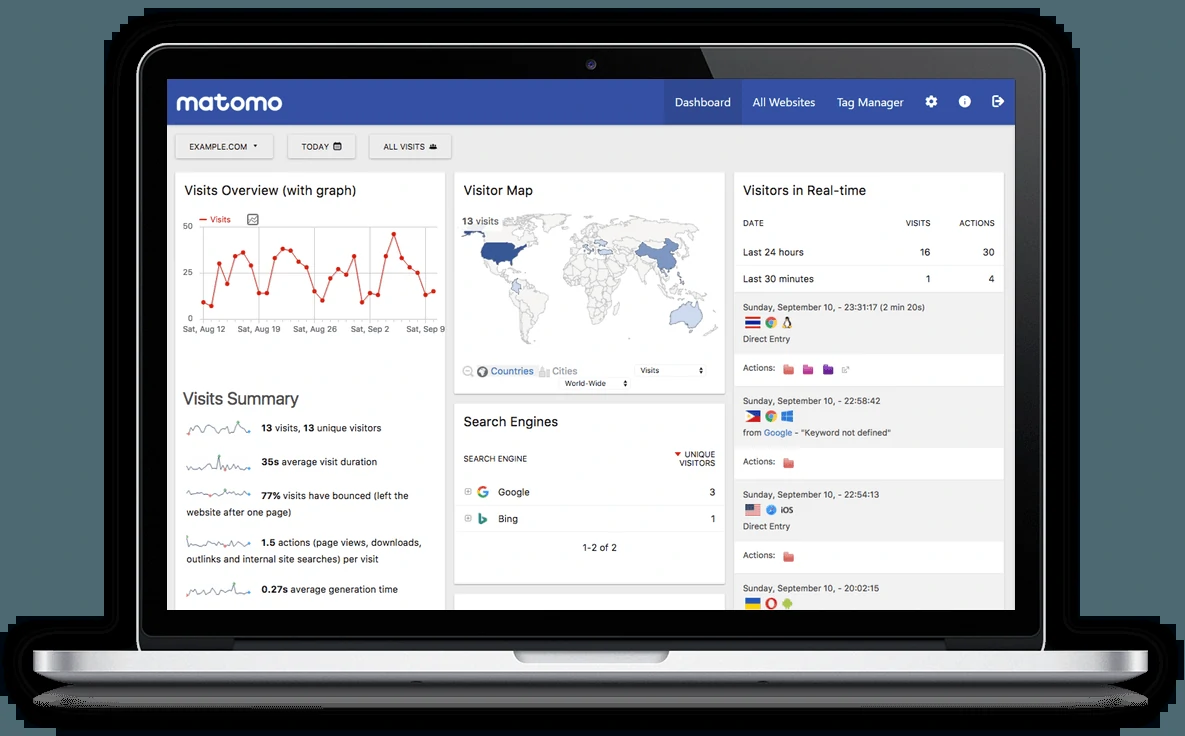 matomo
Dashboard
All Websites
Tag Manager
EXAMPLE.COM
TODAY
ALL VISITS
Visits Overview (with graph)
Visits
50
25
0
Sat, Aug 12 Sat, Aug 19 Sat, Aug 26 Sat, Sep 2 Sat, Sep 9
Visits Summary
13 visits, 13 unique visitors
35s average visit duration
77% visits have bounced (left the
website after one page)
1.5 actions (page views, downloads,
outlinks and internal site searches) per visit
0.27s average generation time
Visitor Map
13 visits
Countries Cities
Visits
World-Wide
Search Engines
SEARCH ENGINE
UNIQUE
VISITORS
Google 3
Bing 1
1-2 of 2
Visitors in Real-time
DATE VISITS ACTIONS
Last 24 hours 16 30
Last 30 minutes 1 4
Sunday, September 10, - 23:31:17 (2 min 20s)
Direct Entry
Actions:
Sunday, September 10, - 22:58:42
from Google - "Keyword not defined"
Actions:
Sunday, September 10, - 22:54:13
iOS
Direct Entry
Actions:
Sunday, September 10, - 20:02:15